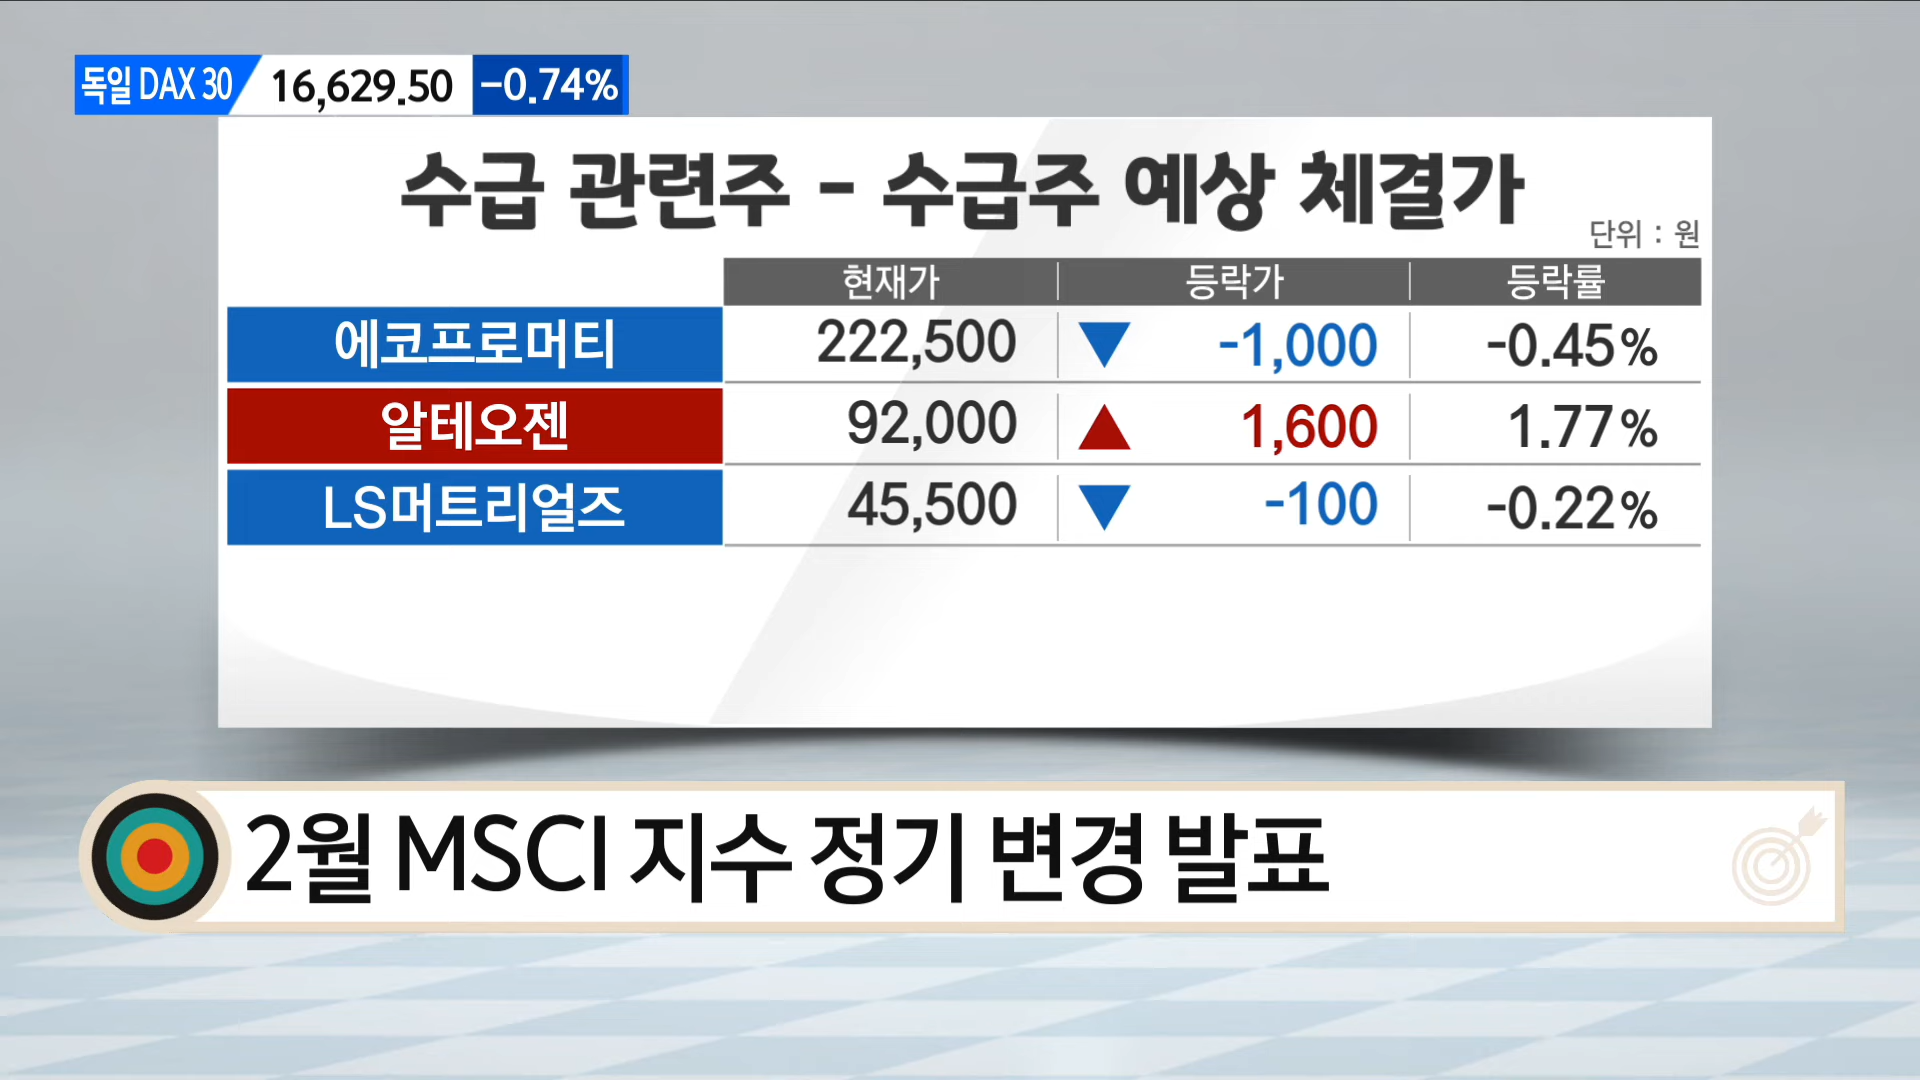 독일 DAX 30 16,629.50 -0.74%
수급 관련주 - 수급주 예상 체결가
단위 : 원
현재가 등락가 등락률
에코프로머티 222,500 ▼ -1,000 -0.45%
알테오젠 92,000 ▲ 1,600 1.77%
LS머트리얼즈 45,500 ▼ -100 -0.22%
2월 MSCI 지수 정기 변경 발표